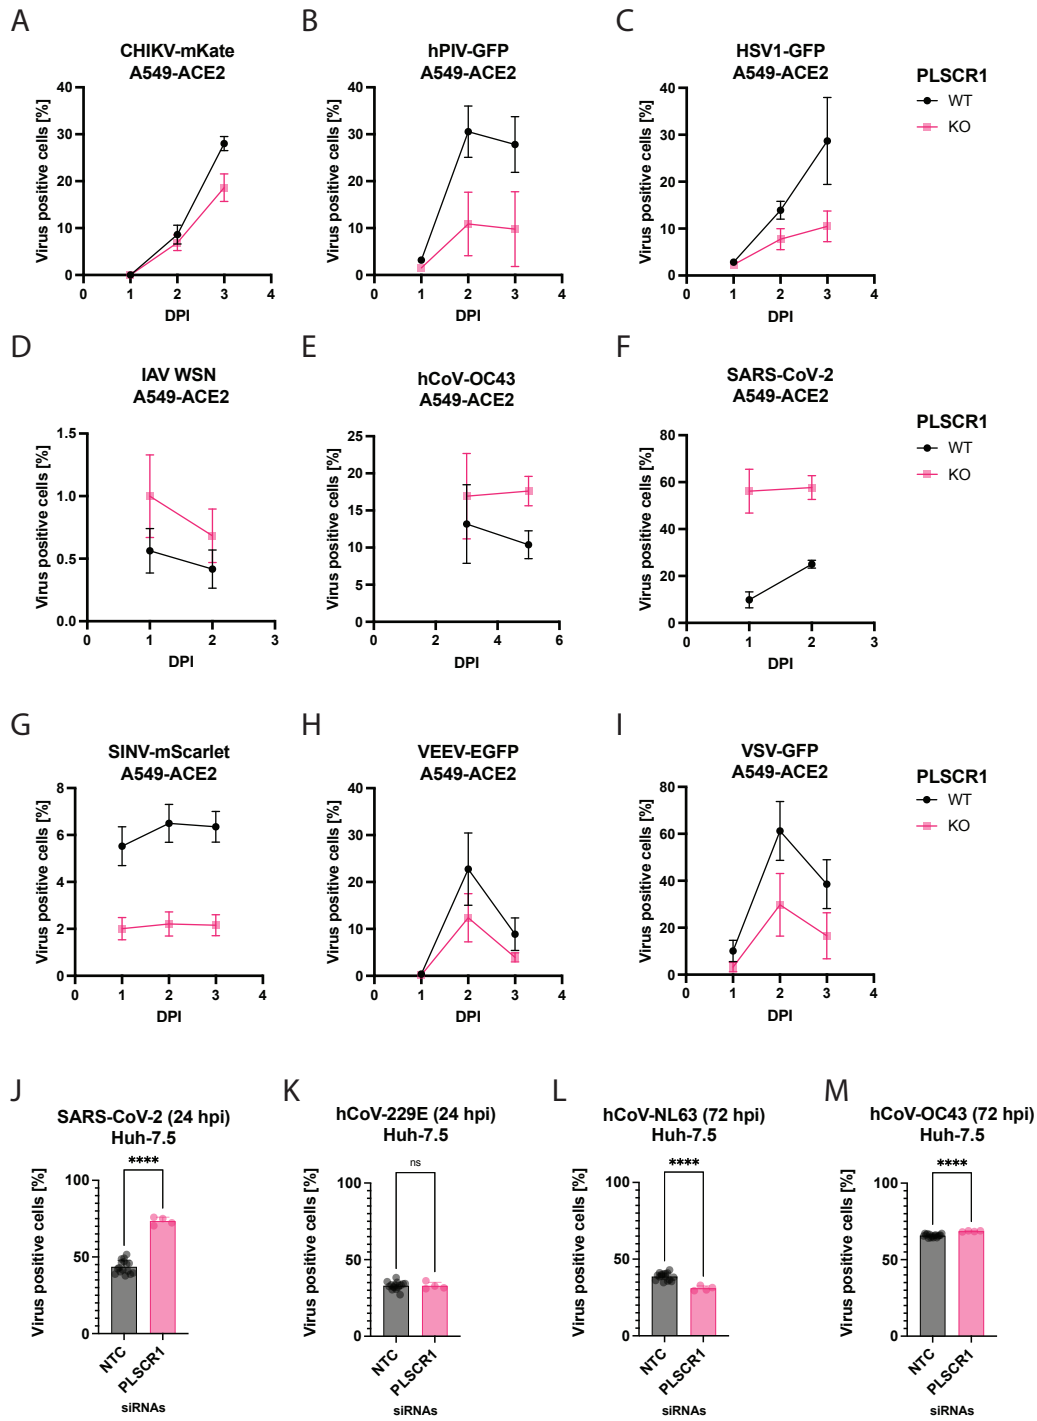 A
CHIKV-mKate
A549-ACE2
Virus positive cells [%]
40
30
20
10
0
0 1 2 3 4
DPI
B
hPIV-GFP
A549-ACE2
Virus positive cells [%]
40
30
20
10
0
0 1 2 3 4
DPI
C
HSV1-GFP
A549-ACE2
Virus positive cells [%]
40
30
20
10
0
0 1 2 3 4
DPI
PLSCR1
WT
KO
D
IAV WSN
A549-ACE2
Virus positive cells [%]
1.5
1.0
0.5
0.0
0 1 2 3
DPI
E
hCoV-OC43
A549-ACE2
Virus positive cells [%]
25
20
15
10
5
0
0 2 4 6
DPI
F
SARS-CoV-2
A549-ACE2
Virus positive cells [%]
80
60
40
20
0
0 1 2 3
DPI
PLSCR1
WT
KO
G
SINV-mScarlet
A549-ACE2
Virus positive cells [%]
8
6
4
2
0
0 1 2 3 4
DPI
H
VEEV-EGFP
A549-ACE2
Virus positive cells [%]
40
30
20
10
0
0 1 2 3 4
DPI
I
VSV-GFP
A549-ACE2
Virus positive cells [%]
80
60
40
20
0
0 1 2 3 4
DPI
PLSCR1
WT
KO
J
SARS-CoV-2 (24 hpi)
Huh-7.5
****
Virus positive cells [%]
100
50
0
NTC
PLSCR1
siRNAs
K
hCoV-229E (24 hpi)
Huh-7.5
ns
Virus positive cells [%]
100
50
0
NTC
PLSCR1
siRNAs
L
hCoV-NL63 (72 hpi)
Huh-7.5
****
Virus positive cells [%]
100
50
0
NTC
PLSCR1
siRNAs
M
hCoV-OC43 (72 hpi)
Huh-7.5
****
Virus positive cells [%]
100
50
0
NTC
PLSCR1
siRNAs